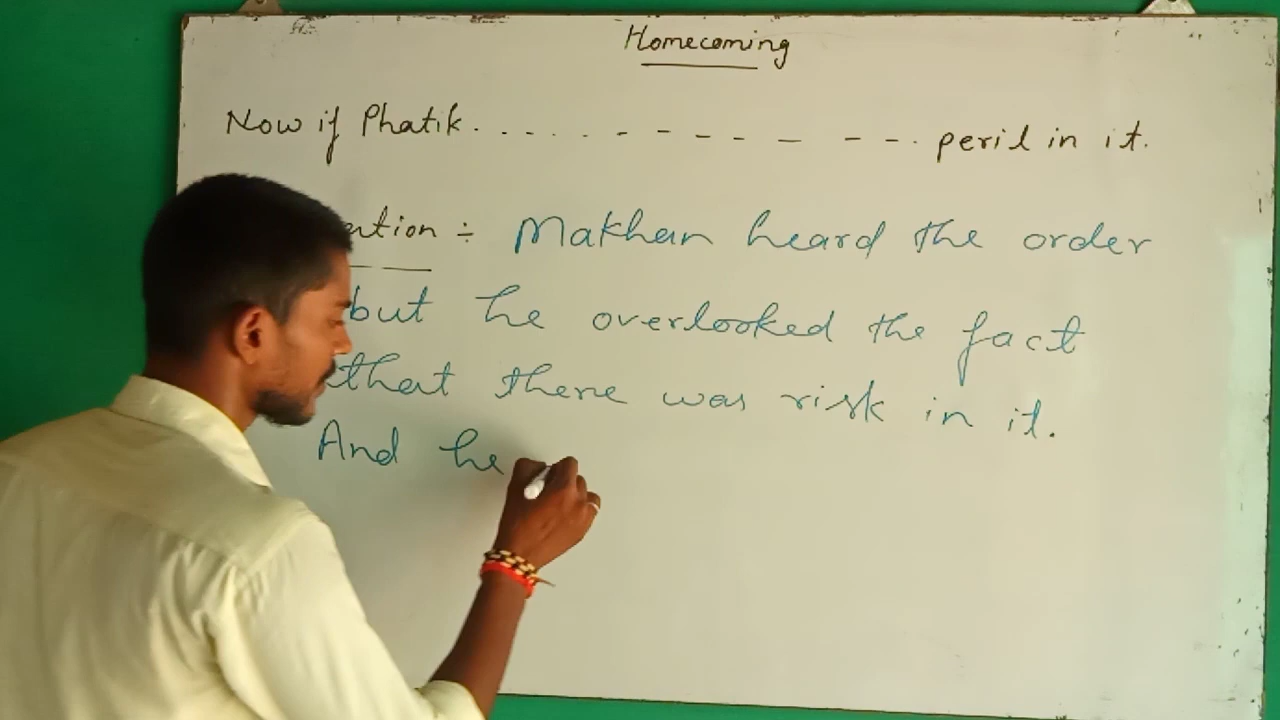 Homecoming
Now if Phatik. . . . . . - - - - - - - . peril in it.
ention ÷ Makhan heard the order
but he overlooked the fact
that there was risk in it.
And he